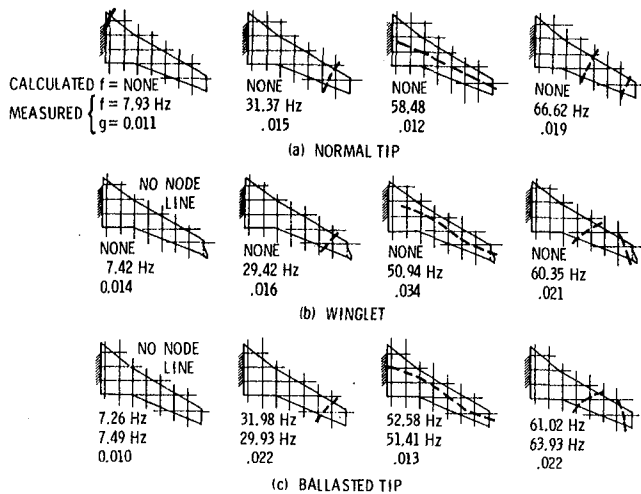 CALCULATED f = NONE NONE NONE NONE
MEASURED { f = 7.93 Hz 31.37 Hz 58.48 66.62 Hz
g = 0.011 .015 .012 .019
(a) NORMAL TIP
NO NODE
LINE
NONE NONE NONE NONE
7.42 Hz 29.42 Hz 50.94 Hz 60.35 Hz
0.014 .016 .034 .021
(b) WINGLET
NO NODE
LINE
7.26 Hz 31.98 Hz 52.58 Hz 61.02 Hz
7.49 Hz 29.93 Hz 51.41 Hz 63.93 Hz
0.010 .022 .013 .022
(c) BALLASTED TIP